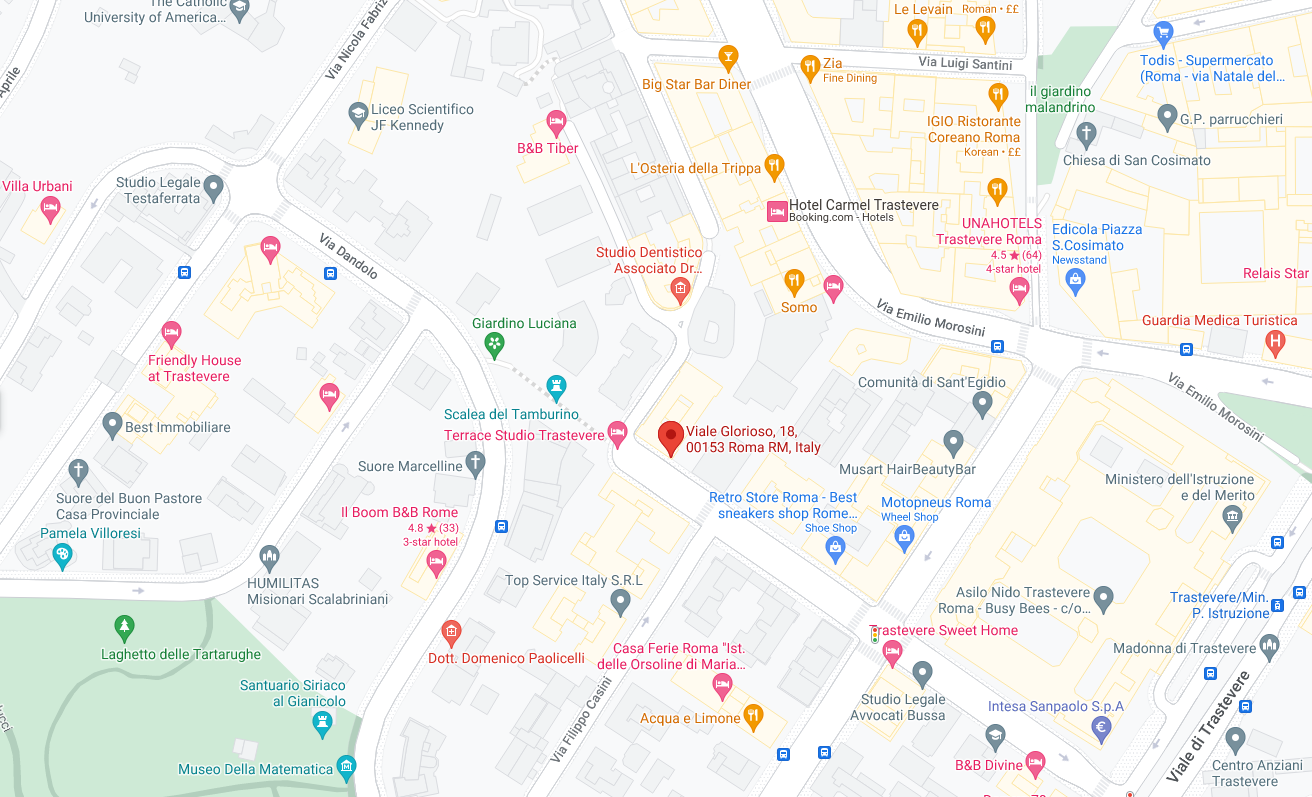 The Catholic
University of America...
Via Nicola Fabriz
Aprile
Le Levain
Roman • ££
Via Luigi Santini
Todis - Supermercato
(Roma - via Natale del...
Big Star Bar Diner
Zia
Fine Dining
il giardino
malandrino
G.P. parrucchieri
Liceo Scientifico
JF Kennedy
IGIO Ristorante
Coreano Roma
Korean • ££
B&B Tiber
Chiesa di San Cosimato
L'Osteria della Trippa
Villa Urbani
Studio Legale
Testaferrata
Hotel Carmel Trastevere
Booking.com - Hotels
UNAHOTELS
Trastevere Roma
4.5 ★ (64)
4-star hotel
Edicola Piazza
S.Cosimato
Newsstand
Via Dandolo
Studio Dentistico
Associato Dr...
Relais Star
Somo
Via Emilio Morosini
Giardino Luciana
Guardia Medica Turistica
H
Friendly House
at Trastevere
Comunità di Sant'Egidio
Via Emilio Morosini
Scalea del Tamburino
Best Immobiliare
Terrace Studio Trastevere
Viale Glorioso, 18,
00153 Roma RM, Italy
Suore Marcelline
Musart HairBeautyBar
Ministero dell'Istruzione
e del Merito
Suore del Buon Pastore
Casa Provinciale
Retro Store Roma - Best
sneakers shop Rome...
Shoe Shop
Motopneus Roma
Wheel Shop
Il Boom B&B Rome
4.8 ★ (33)
3-star hotel
Pamela Villoresi
HUMILITAS
Misionari Scalabriniani
Top Service Italy S.R.L
Asilo Nido Trastevere
Roma - Busy Bees - c/o...
Trastevere/Min.
P. Istruzione
Trastevere Sweet Home
Laghetto delle Tartarughe
Dott. Domenico Paolicelli
Casa Ferie Roma "Ist.
delle Orsoline di Maria...
Madonna di Trastevere
Santuario Siriaco
al Gianicolo
Studio Legale
Avvocati Bussa
Intesa Sanpaolo S.p.A
€
Acqua e Limone
Via Filippo Casini
Viale di Trastevere
Museo Della Matematica
B&B Divine
Centro Anziani
Trastevere